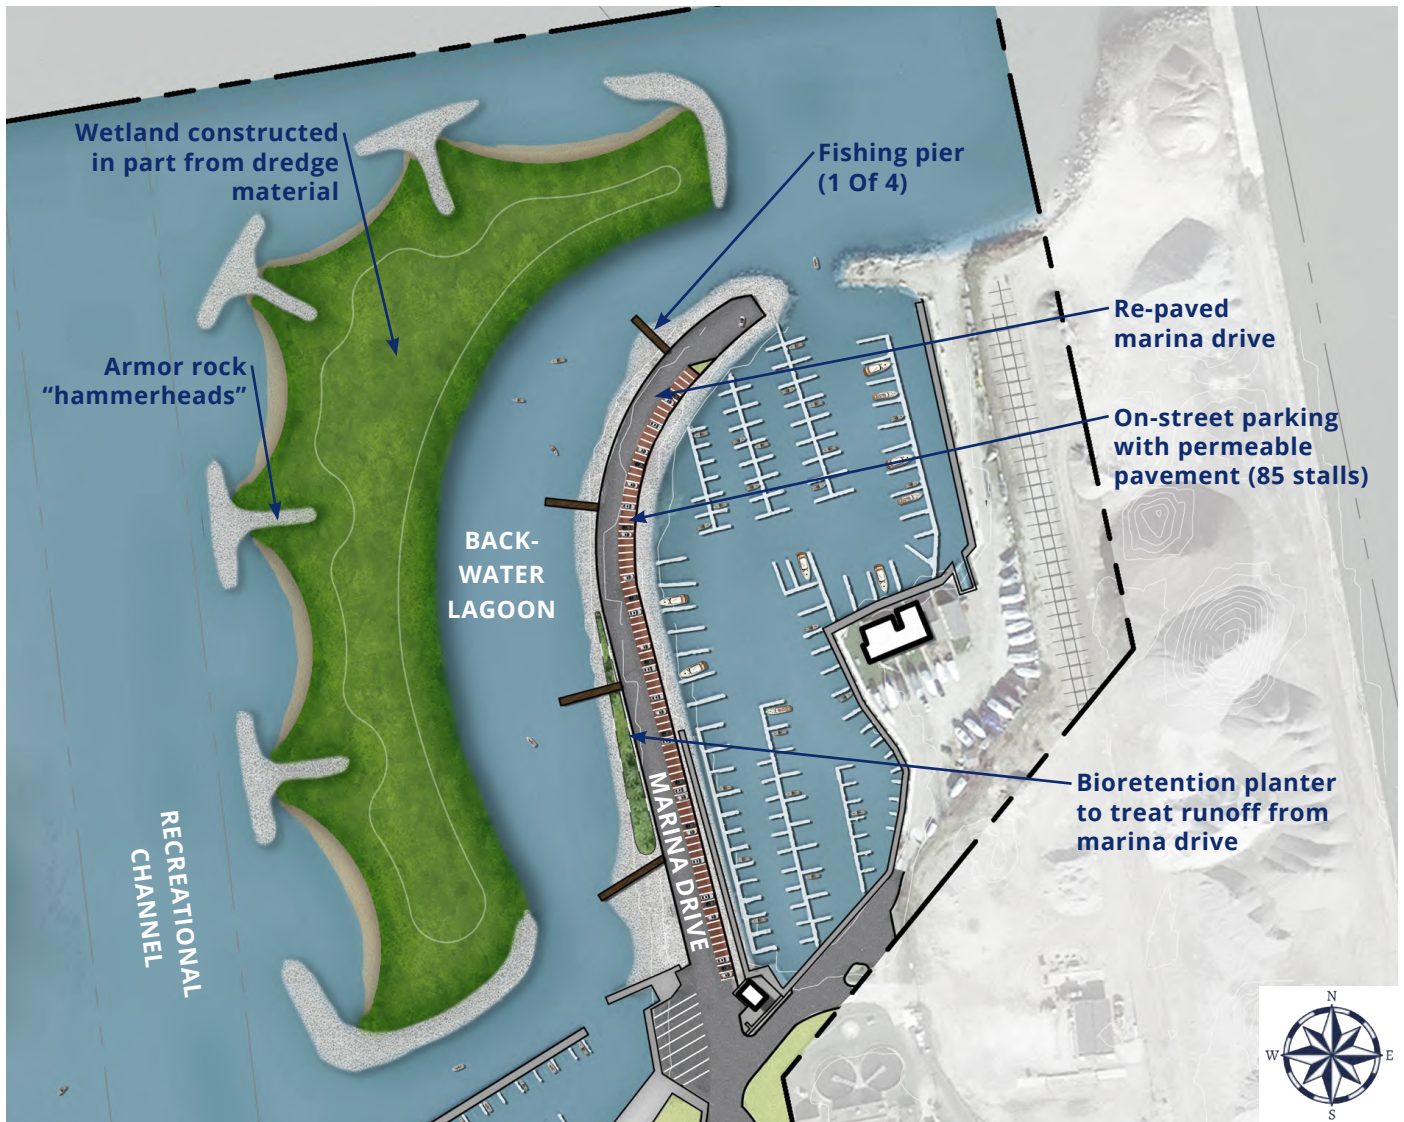 Wetland constructed
in part from dredge
material
Fishing pier
(1 Of 4)
Re-paved
marina drive
Armor rock
“hammerheads”
On-street parking
with permeable
pavement (85 stalls)
BACK-
WATER
LAGOON
MARINA DRIVE
Bioretention planter
to treat runoff from
marina drive
RECREATIONAL
CHANNEL
N
W
E
S